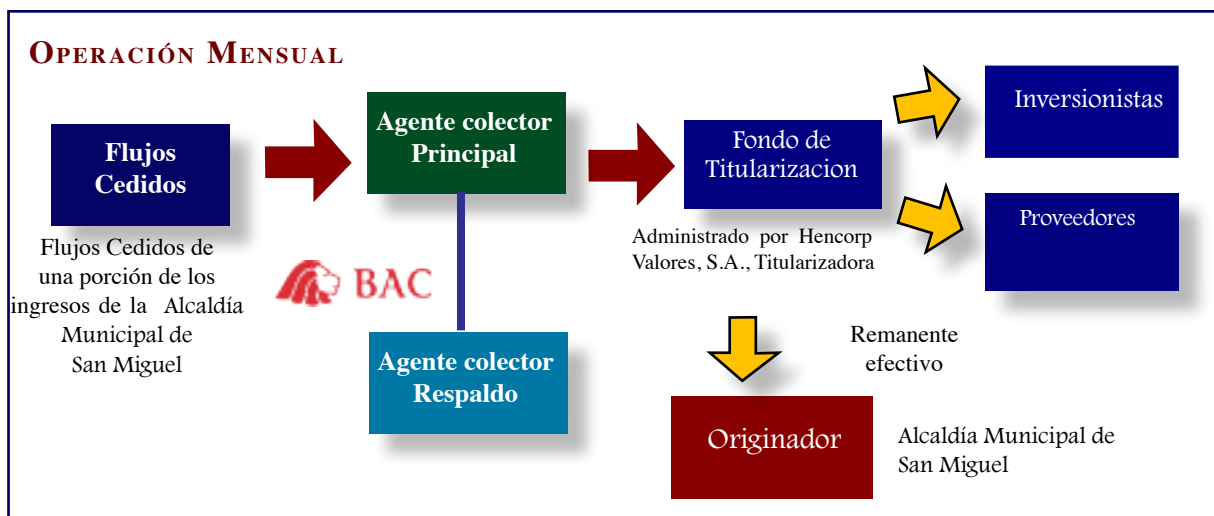 OPERACIÓN MENSUAL
Flujos
Cedidos
Flujos Cedidos de
una porción de los
ingresos de la Alcaldía
Municipal de
San Miguel
Agente colector
Principal
BAC
Agente colector
Respaldo
Fondo de
Titularizacion
Administrado por Hencorp
Valores, S.A., Titularizadora
Inversionistas
Proveedores
Remanente
efectivo
Originador
Alcaldía Municipal de
San Miguel